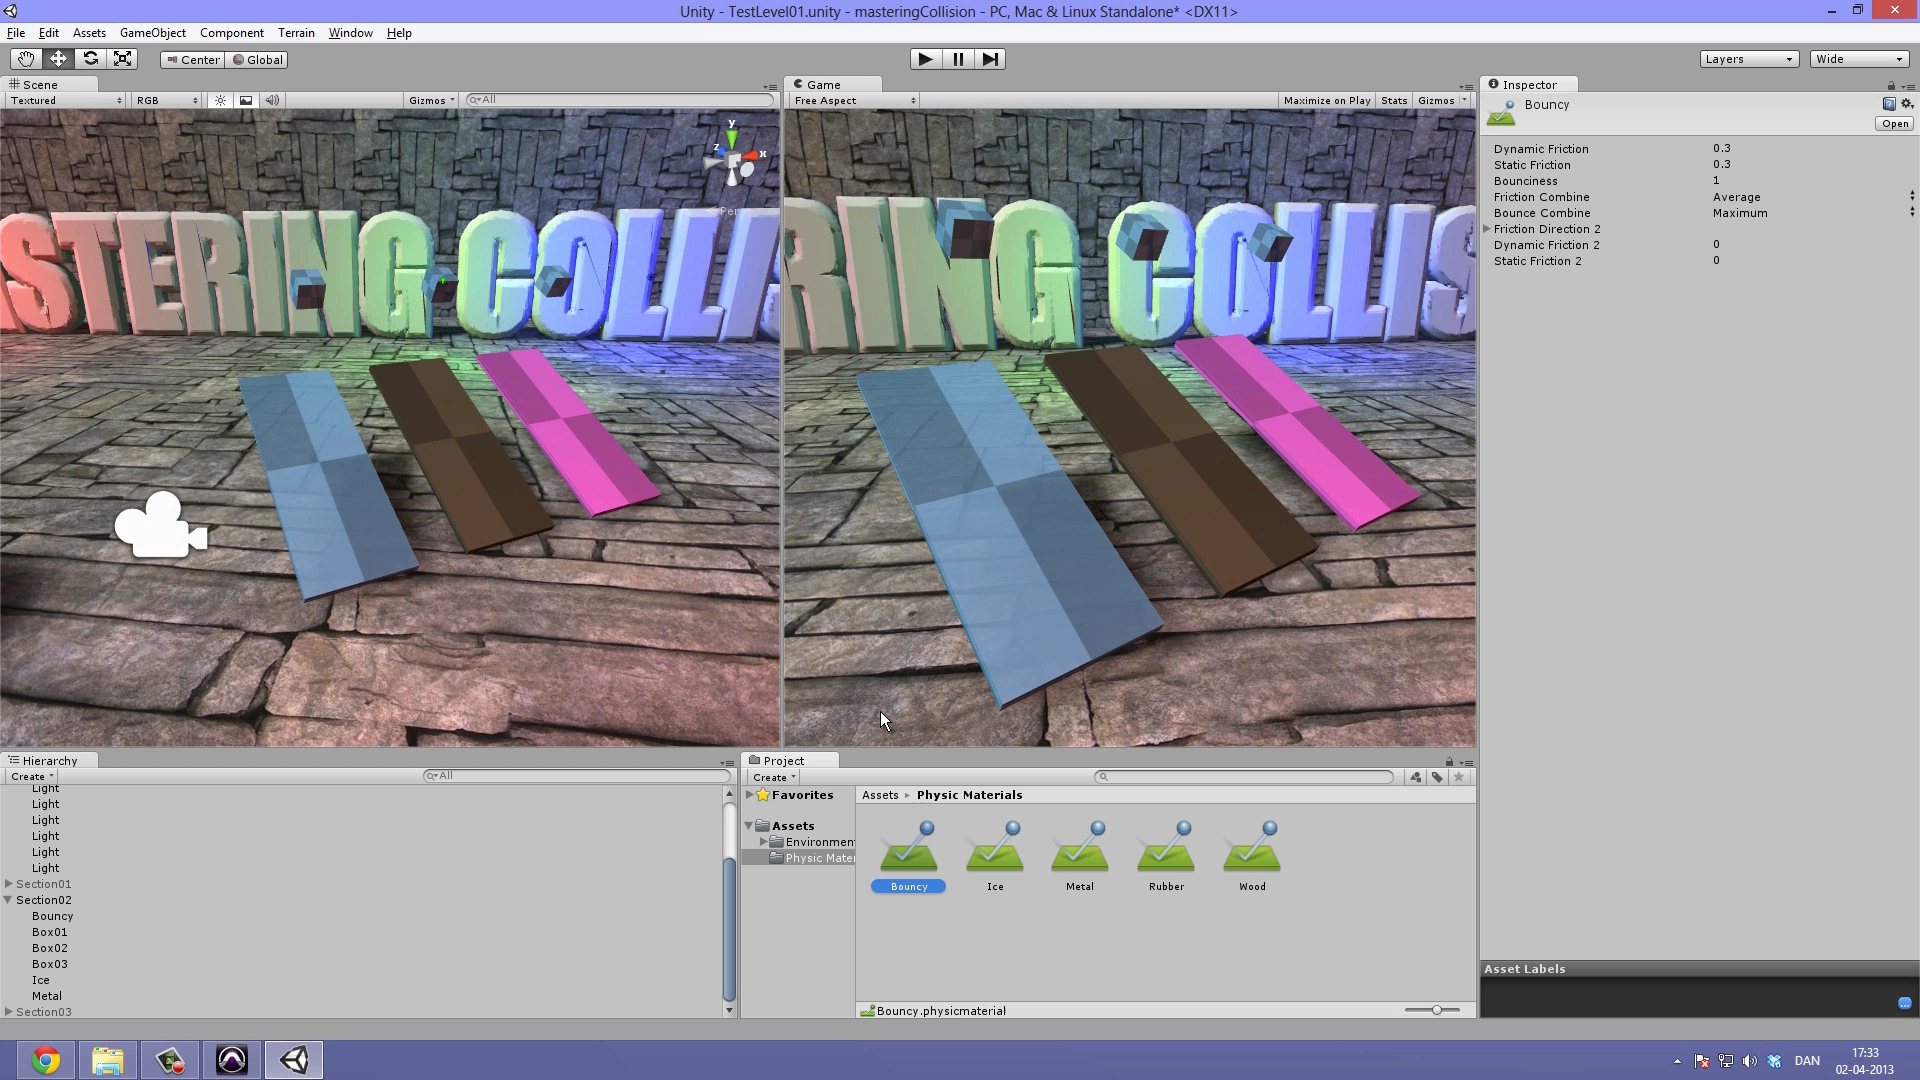 Unity - TestLevel01.unity - masteringCollision - PC, Mac & Linux Standalone* <DX11>
File Edit Assets GameObject Component Terrain Window Help
Center Global
Layers Wide
Scene
Textured RGB Gizmos All
y
z x
STERING COLLI
Game
Free Aspect Maximize on Play Stats Gizmos
RING COLLIS
Inspector
Bouncy
Open
Dynamic Friction 0.3
Static Friction 0.3
Bounciness 1
Friction Combine Average
Bounce Combine Maximum
Friction Direction 2
Dynamic Friction 2 0
Static Friction 2 0
Asset Labels
Hierarchy
Create All
Light
Light
Light
Light
Light
Light
Section01
Section02
Bouncy
Box01
Box02
Box03
Ice
Metal
Section03
Project
Create
Favorites
Assets
Environmen
Physic Mate
Assets Physic Materials
Bouncy Ice Metal Rubber Wood
Bouncy.physicmaterial
DAN
17:33
02-04-2013